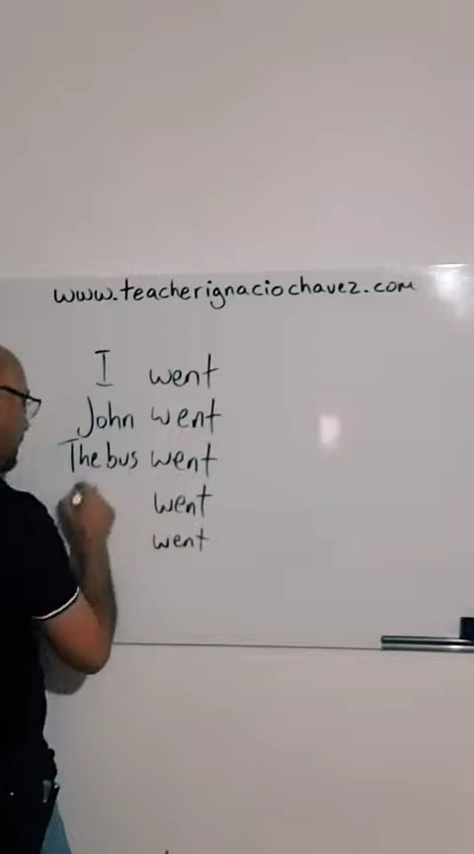 www.teacherignaciochavez.com
I went
John went
The bus went
went
went